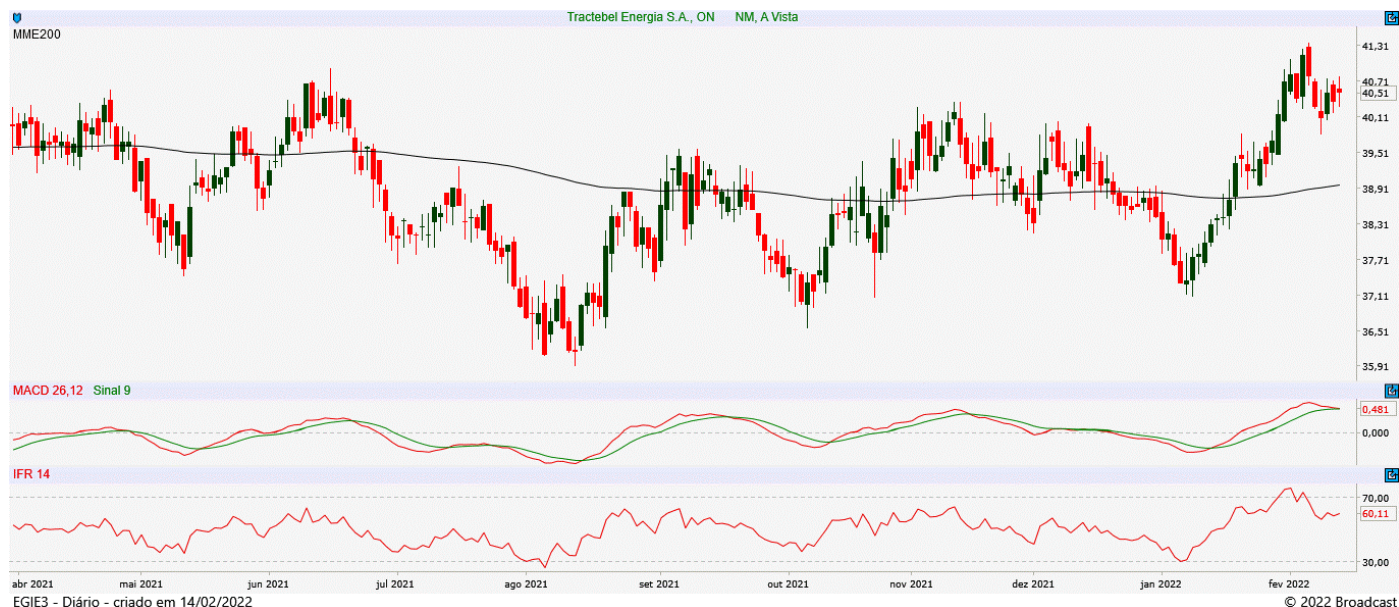 Tractebel Energia S.A., ON NM, A Vista
MME200
41,31
40,71
40,51
40,11
39,51
38,91
38,31
37,71
37,11
36,51
35,91
MACD 26,12 Sinal 9
0,481
0,000
IFR 14
70,00
60,11
30,00
abr 2021 mai 2021 jun 2021 jul 2021 ago 2021 set 2021 out 2021 nov 2021 dez 2021 jan 2022 fev 2022
EGIE3 - Diário - criado em 14/02/2022 © 2022 Broadcast